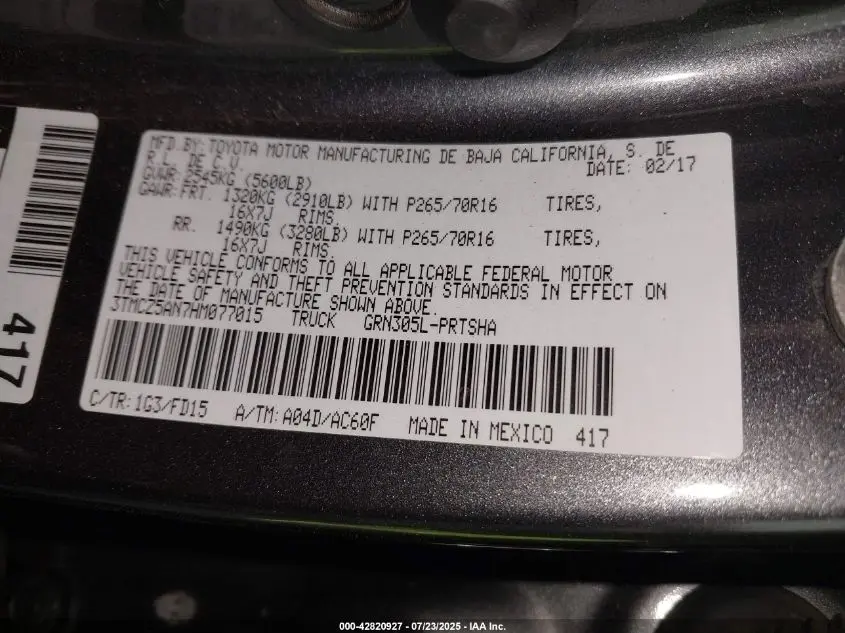 MFD.BY:TOYOTA MOTOR MANUFACTURING DE BAJA CALIFORNIA, S. DE
R.L. DE C.V. DATE: 02/17
GVWR:2545KG (5600LB)
GAWR:FRT. 1320KG (2910LB) WITH P265/70R16 TIRES,
16X7J RIMS.
RR. 1490KG (3280LB) WITH P265/70R16 TIRES,
16X7J RIMS.
THIS VEHICLE CONFORMS TO ALL APPLICABLE FEDERAL MOTOR
VEHICLE SAFETY AND THEFT PREVENTION STANDARDS IN EFFECT ON
THE DATE OF MANUFACTURE SHOWN ABOVE.
3TMCZ5AN7HM077015 TRUCK GRN305L-PRTSHA
C/TR:1G3/FD15 A/TM:A04D/AC60F MADE IN MEXICO 417
417
000-42820927 - 07/23/2025 - IAA Inc.